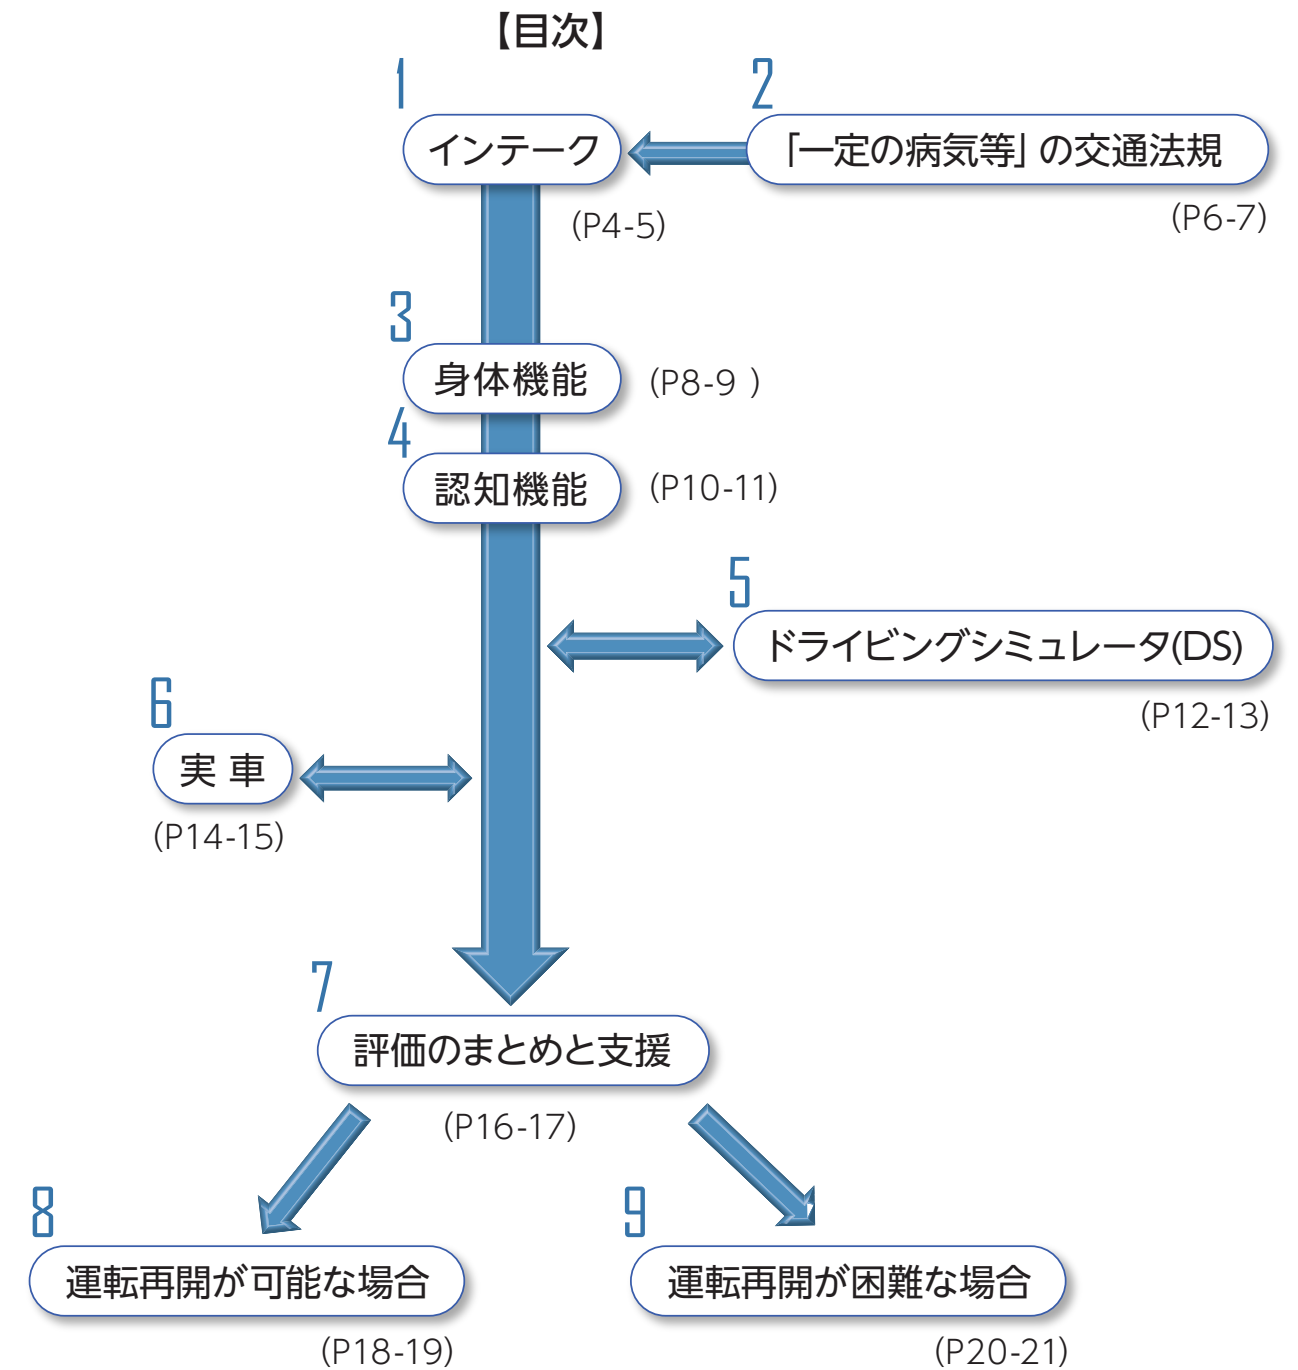 【目次】
1
インテーク
(P4-5)
2
「一定の病気等」の交通法規
(P6-7)
3
身体機能
(P8-9 )
4
認知機能
(P10-11)
5
ドライビングシミュレータ(DS)
(P12-13)
6
実 車
(P14-15)
7
評価のまとめと支援
(P16-17)
8
運転再開が可能な場合
(P18-19)
9
運転再開が困難な場合
(P20-21)